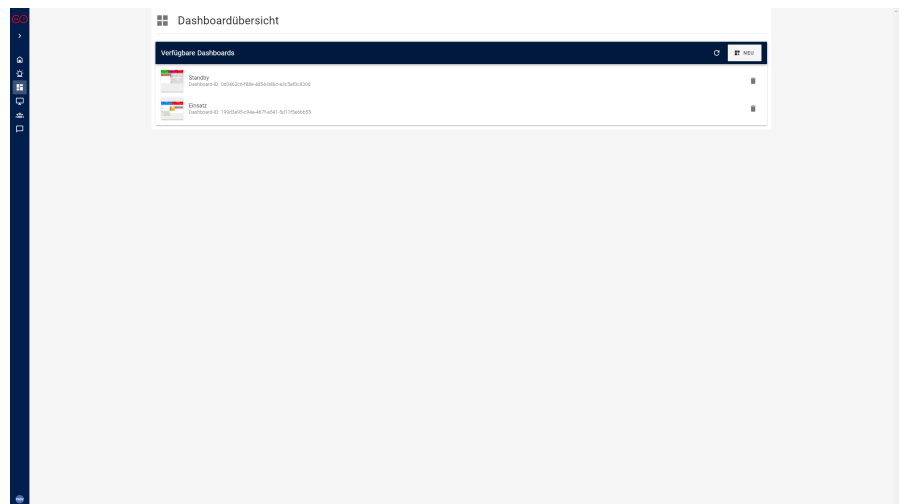 Dashboardübersicht
Verfügbare Dashboards
NEU
Standby
Dashboard-ID:
Einsatz
Dashboard-ID: